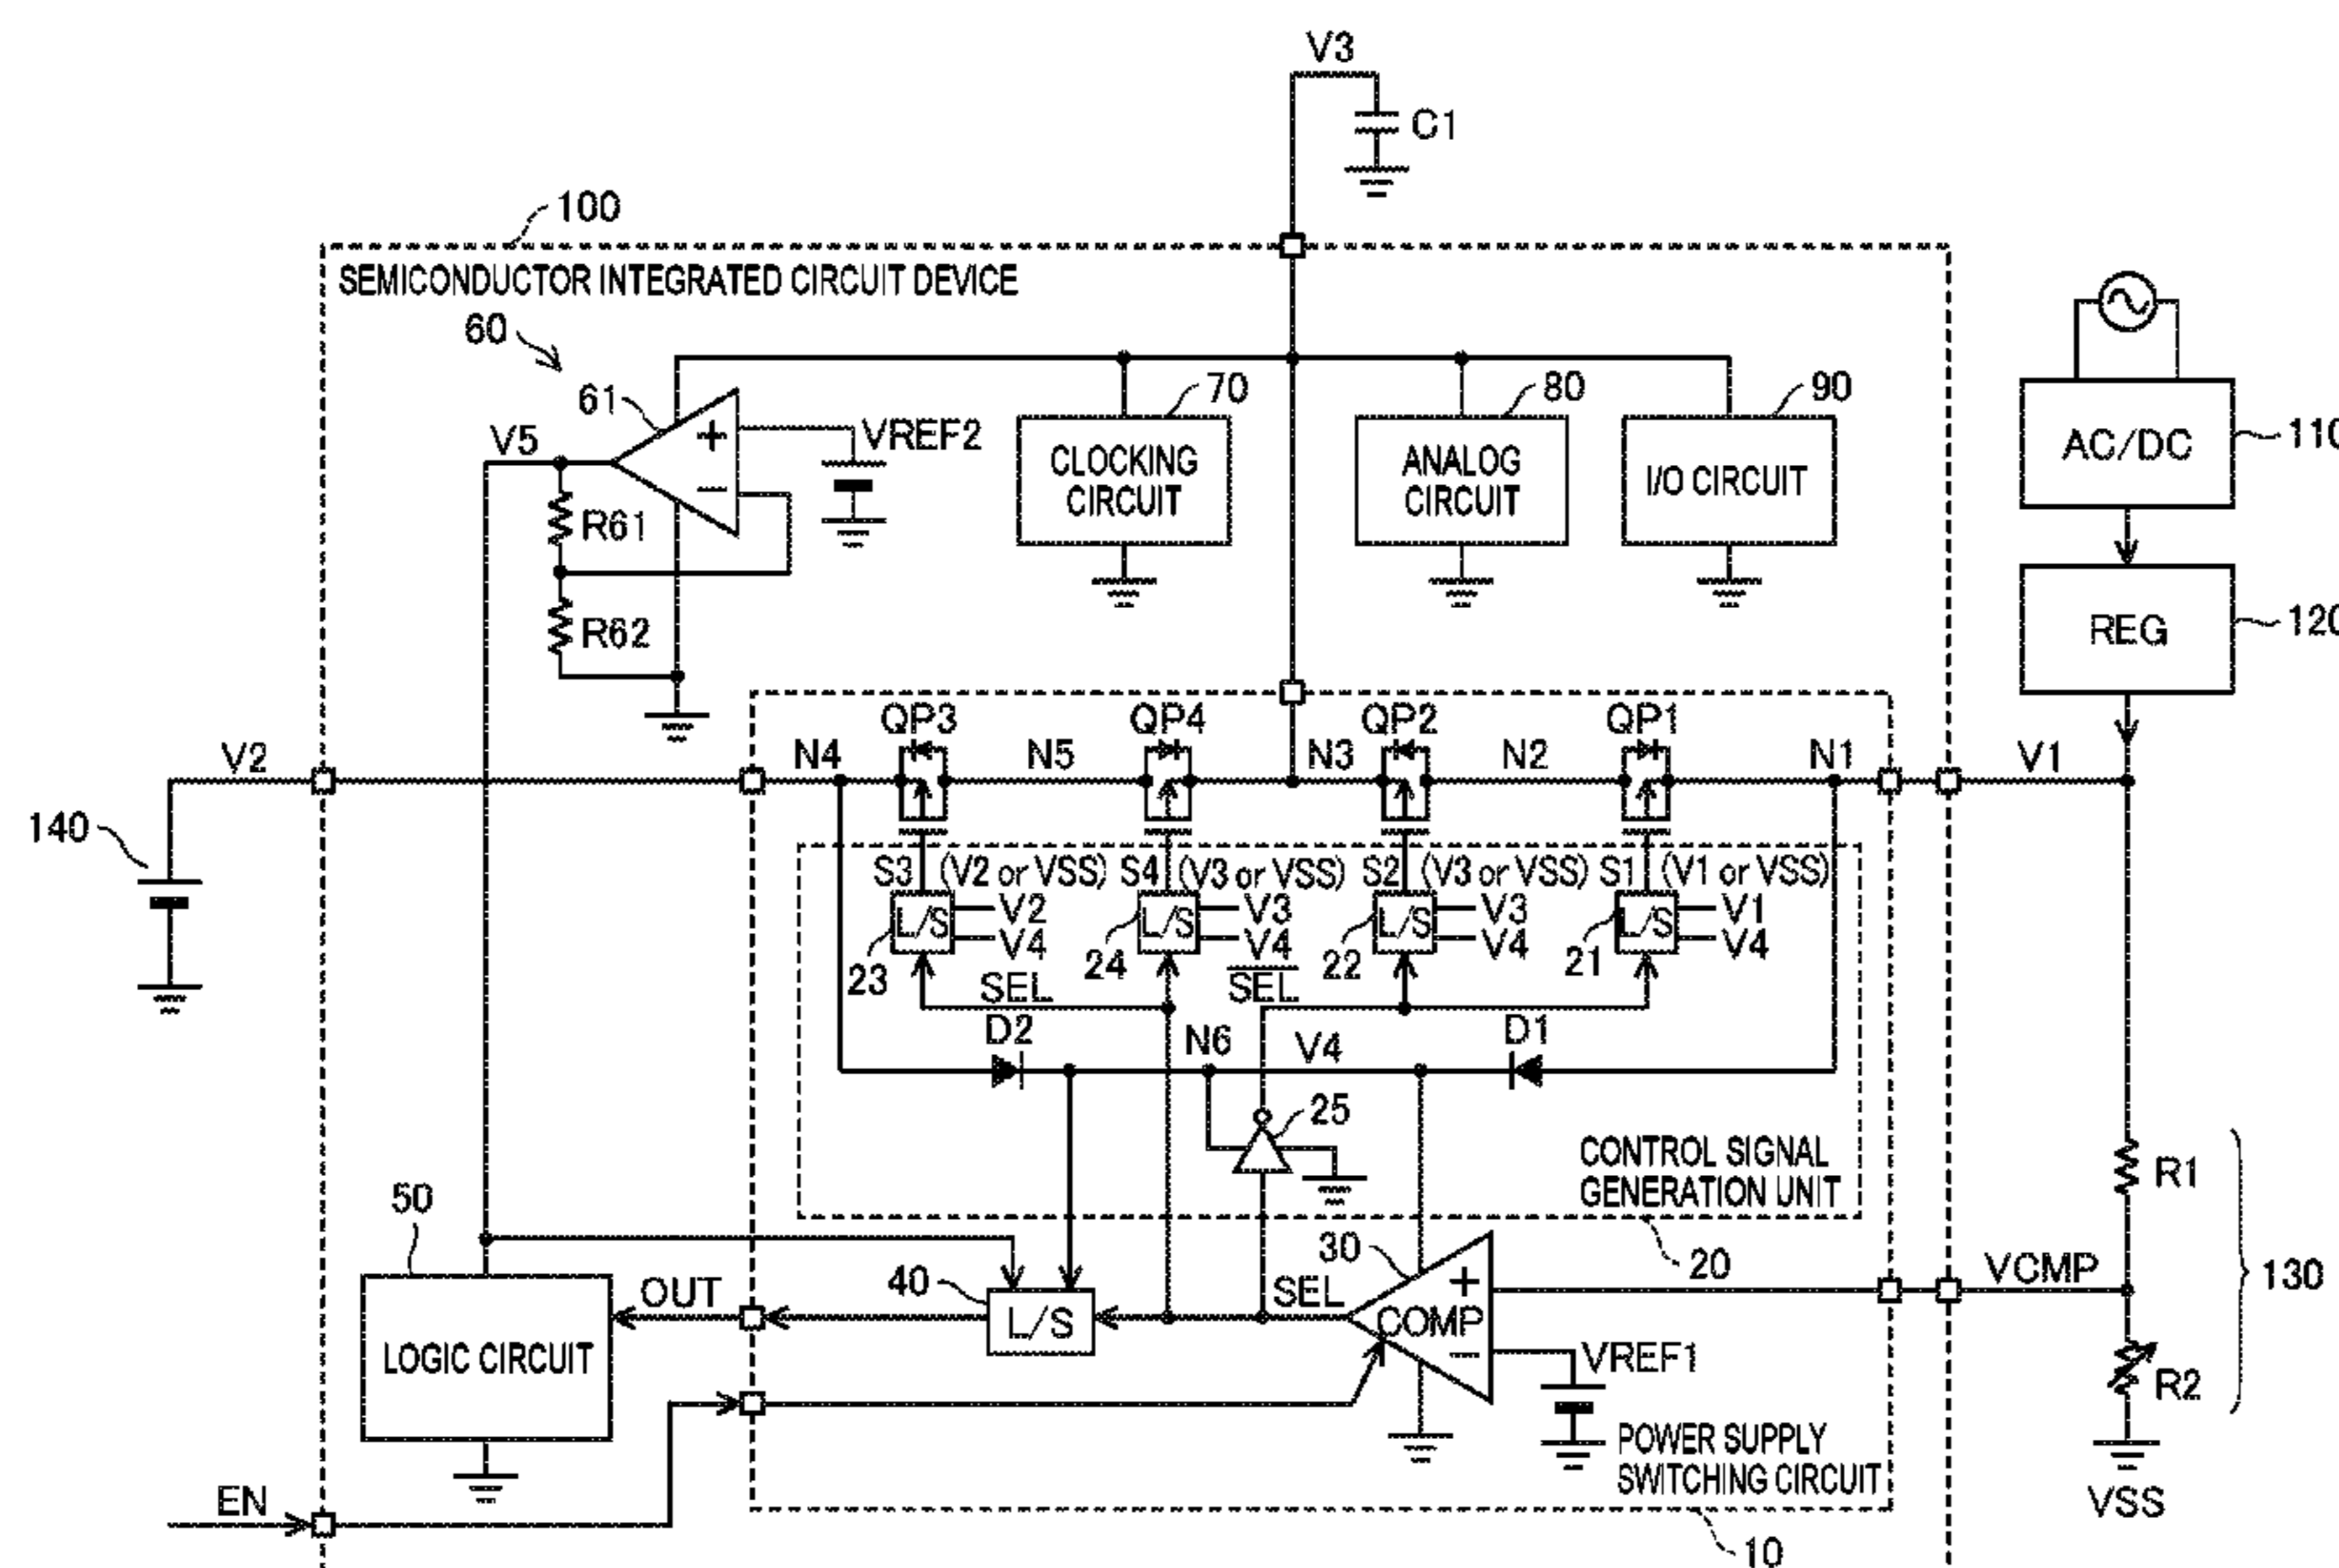 V3
C1
100
SEMICONDUCTOR INTEGRATED CIRCUIT DEVICE
60
61
V5
VREF2
R61
R62
70
CLOCKING
CIRCUIT
80
ANALOG
CIRCUIT
90
I/O CIRCUIT
AC/DC
110
REG
120
V2
140
N4
QP3
N5
QP4
N3
QP2
N2
QP1
N1
V1
S3 (V2 or VSS)
S4 (V3 or VSS)
S2 (V3 or VSS)
S1 (V1 or VSS)
L/S
V2
V4
23
L/S
V3
V4
24
L/S
V3
V4
22
L/S
V1
V4
21
SEL
SEL
D2
N6
V4
D1
25
CONTROL SIGNAL
GENERATION UNIT
20
R1
130
R2
VCMP
VSS
50
LOGIC CIRCUIT
OUT
40
L/S
SEL
30
COMP
+
−
VREF1
POWER SUPPLY
SWITCHING CIRCUIT
10
EN
+
−